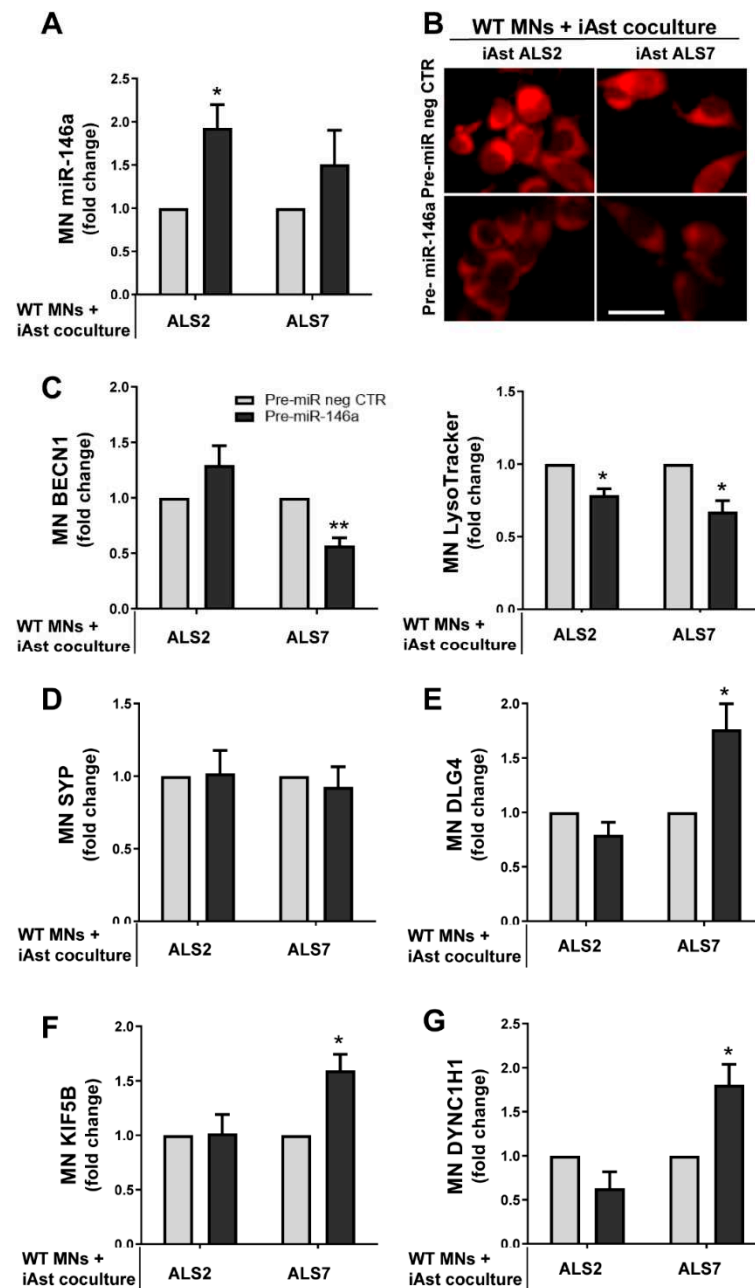 A
MN miR-146a
(fold change)
2.5
2.0
1.5
1.0
0.5
0.0
*
WT MNs +
iAst coculture
ALS2
ALS7
B
WT MNs + iAst coculture
iAst ALS2
iAst ALS7
Pre-miR neg CTR
Pre- miR-146a
C
MN BECN1
(fold change)
2.0
1.5
1.0
0.5
0.0
Pre-miR neg CTR
Pre-miR-146a
**
WT MNs +
iAst coculture
ALS2
ALS7
MN LysoTracker
(fold change)
1.5
1.0
0.5
0.0
*
*
WT MNs +
iAst coculture
ALS2
ALS7
D
MN SYP
(fold change)
1.5
1.0
0.5
0.0
WT MNs +
iAst coculture
ALS2
ALS7
E
MN DLG4
(fold change)
2.0
1.5
1.0
0.5
0.0
*
WT MNs +
iAst coculture
ALS2
ALS7
F
MN KIF5B
(fold change)
2.0
1.5
1.0
0.5
0.0
*
WT MNs +
iAst coculture
ALS2
ALS7
G
MN DYNC1H1
(fold change)
2.5
2.0
1.5
1.0
0.5
0.0
*
WT MNs +
iAst coculture
ALS2
ALS7